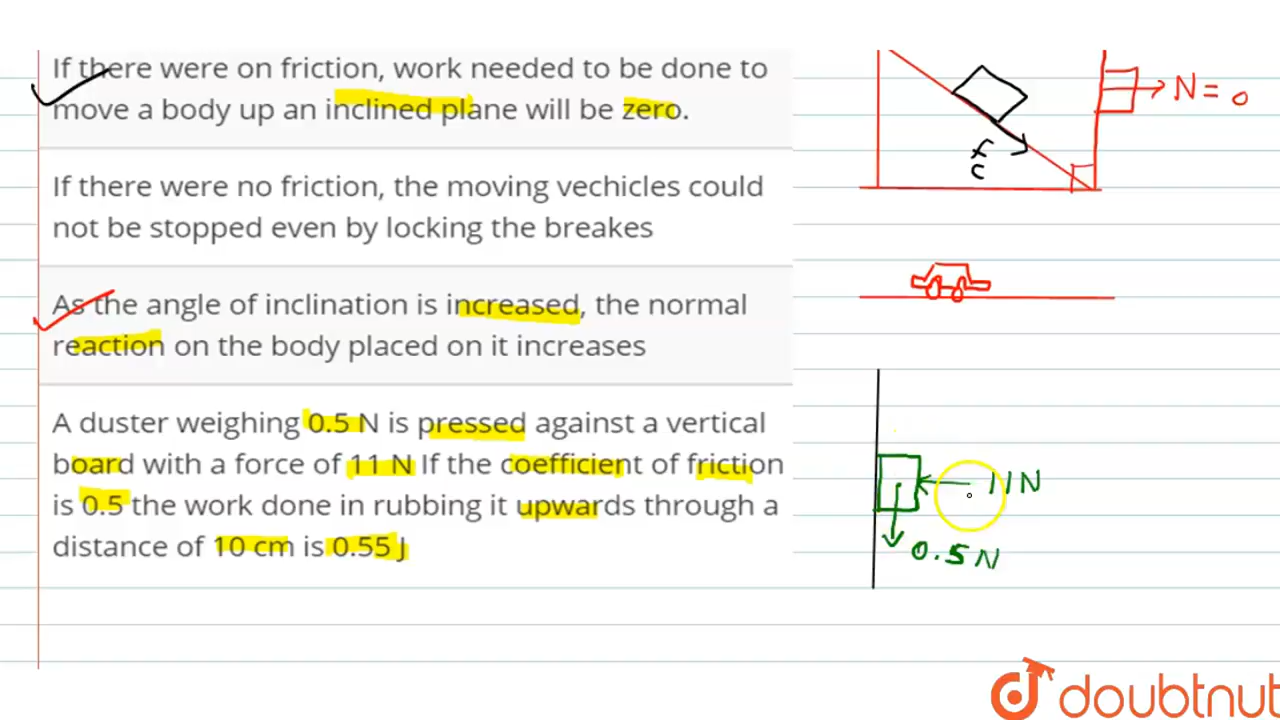 If there were on friction, work needed to be done to
move a body up an inclined plane will be zero.
N = 0
f
c
If there were no friction, the moving vechicles could
not be stopped even by locking the breakes
As the angle of inclination is increased, the normal
reaction on the body placed on it increases
A duster weighing 0.5 N is pressed against a vertical
board with a force of 11 N If the coefficient of friction
is 0.5 the work done in rubbing it upwards through a
distance of 10 cm is 0.55 J
11N
0.5N
doubtnut